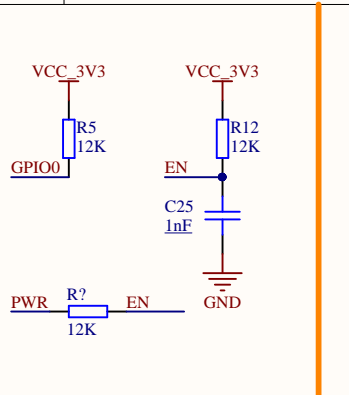 VCC_3V3 VCC_3V3
R5 R12
12K 12K
GPIO0 EN
C25
1nF
R? GND
PWR EN
12K